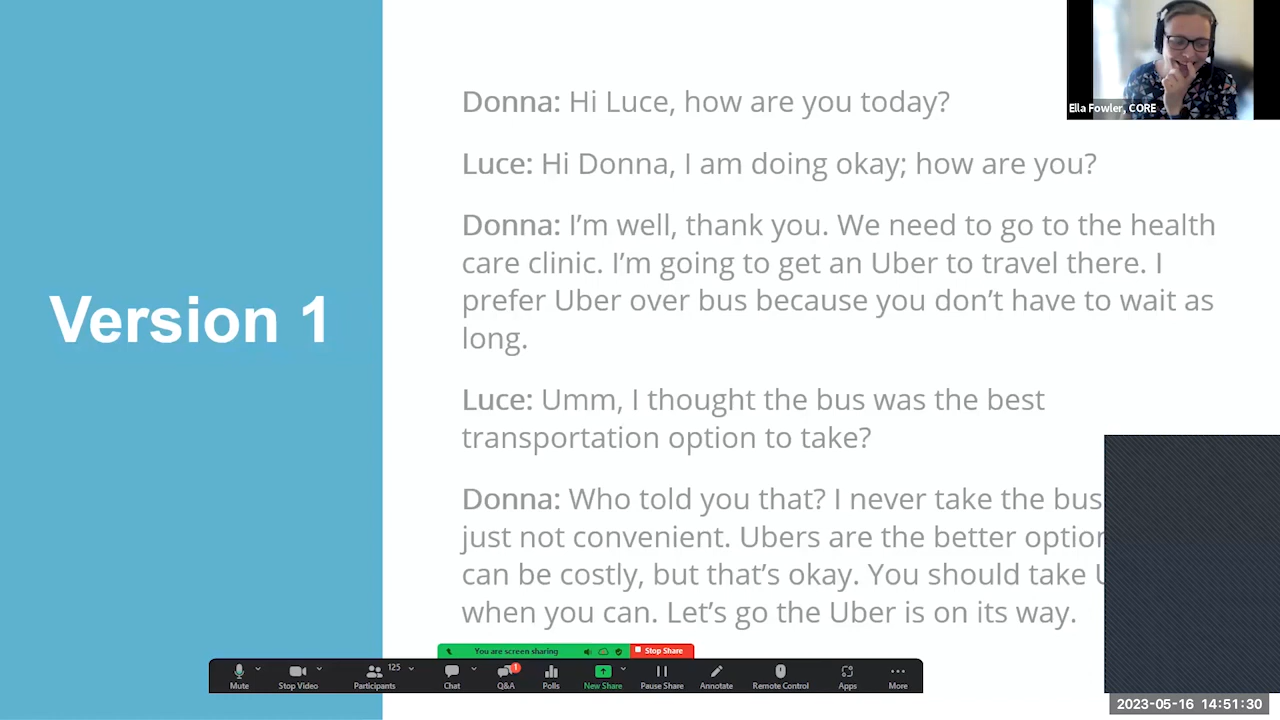 Version 1
Donna: Hi Luce, how are you today?
Luce: Hi Donna, I am doing okay; how are you?
Donna: I’m well, thank you. We need to go to the health
care clinic. I’m going to get an Uber to travel there. I
prefer Uber over bus because you don’t have to wait as
long.
Luce: Umm, I thought the bus was the best
transportation option to take?
Donna: Who told you that? I never take the bus
just not convenient. Ubers are the better option
can be costly, but that’s okay. You should take
when you can. Let’s go the Uber is on its way.
Ella Fowler, CORE
You are screen sharing
Stop Share
Mute
Stop Video
125
Participants
Chat
1
Q&A
Polls
New Share
Pause Share
Annotate
Remote Control
Apps
More
2023-05-16 14:51:30